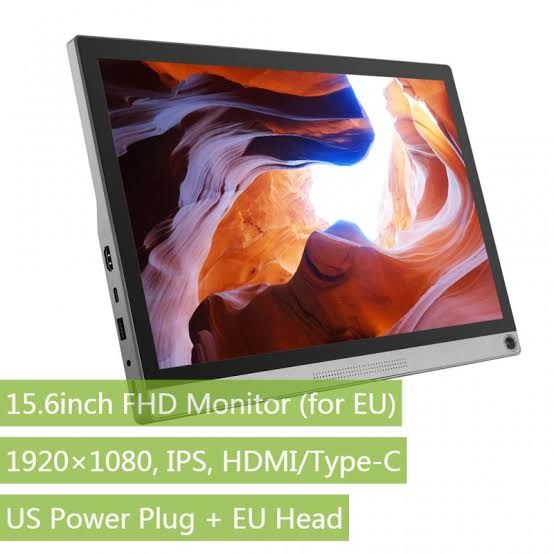 15.6inch FHD Monitor (for EU)
1920×1080, IPS, HDMI/Type-C
US Power Plug + EU Head